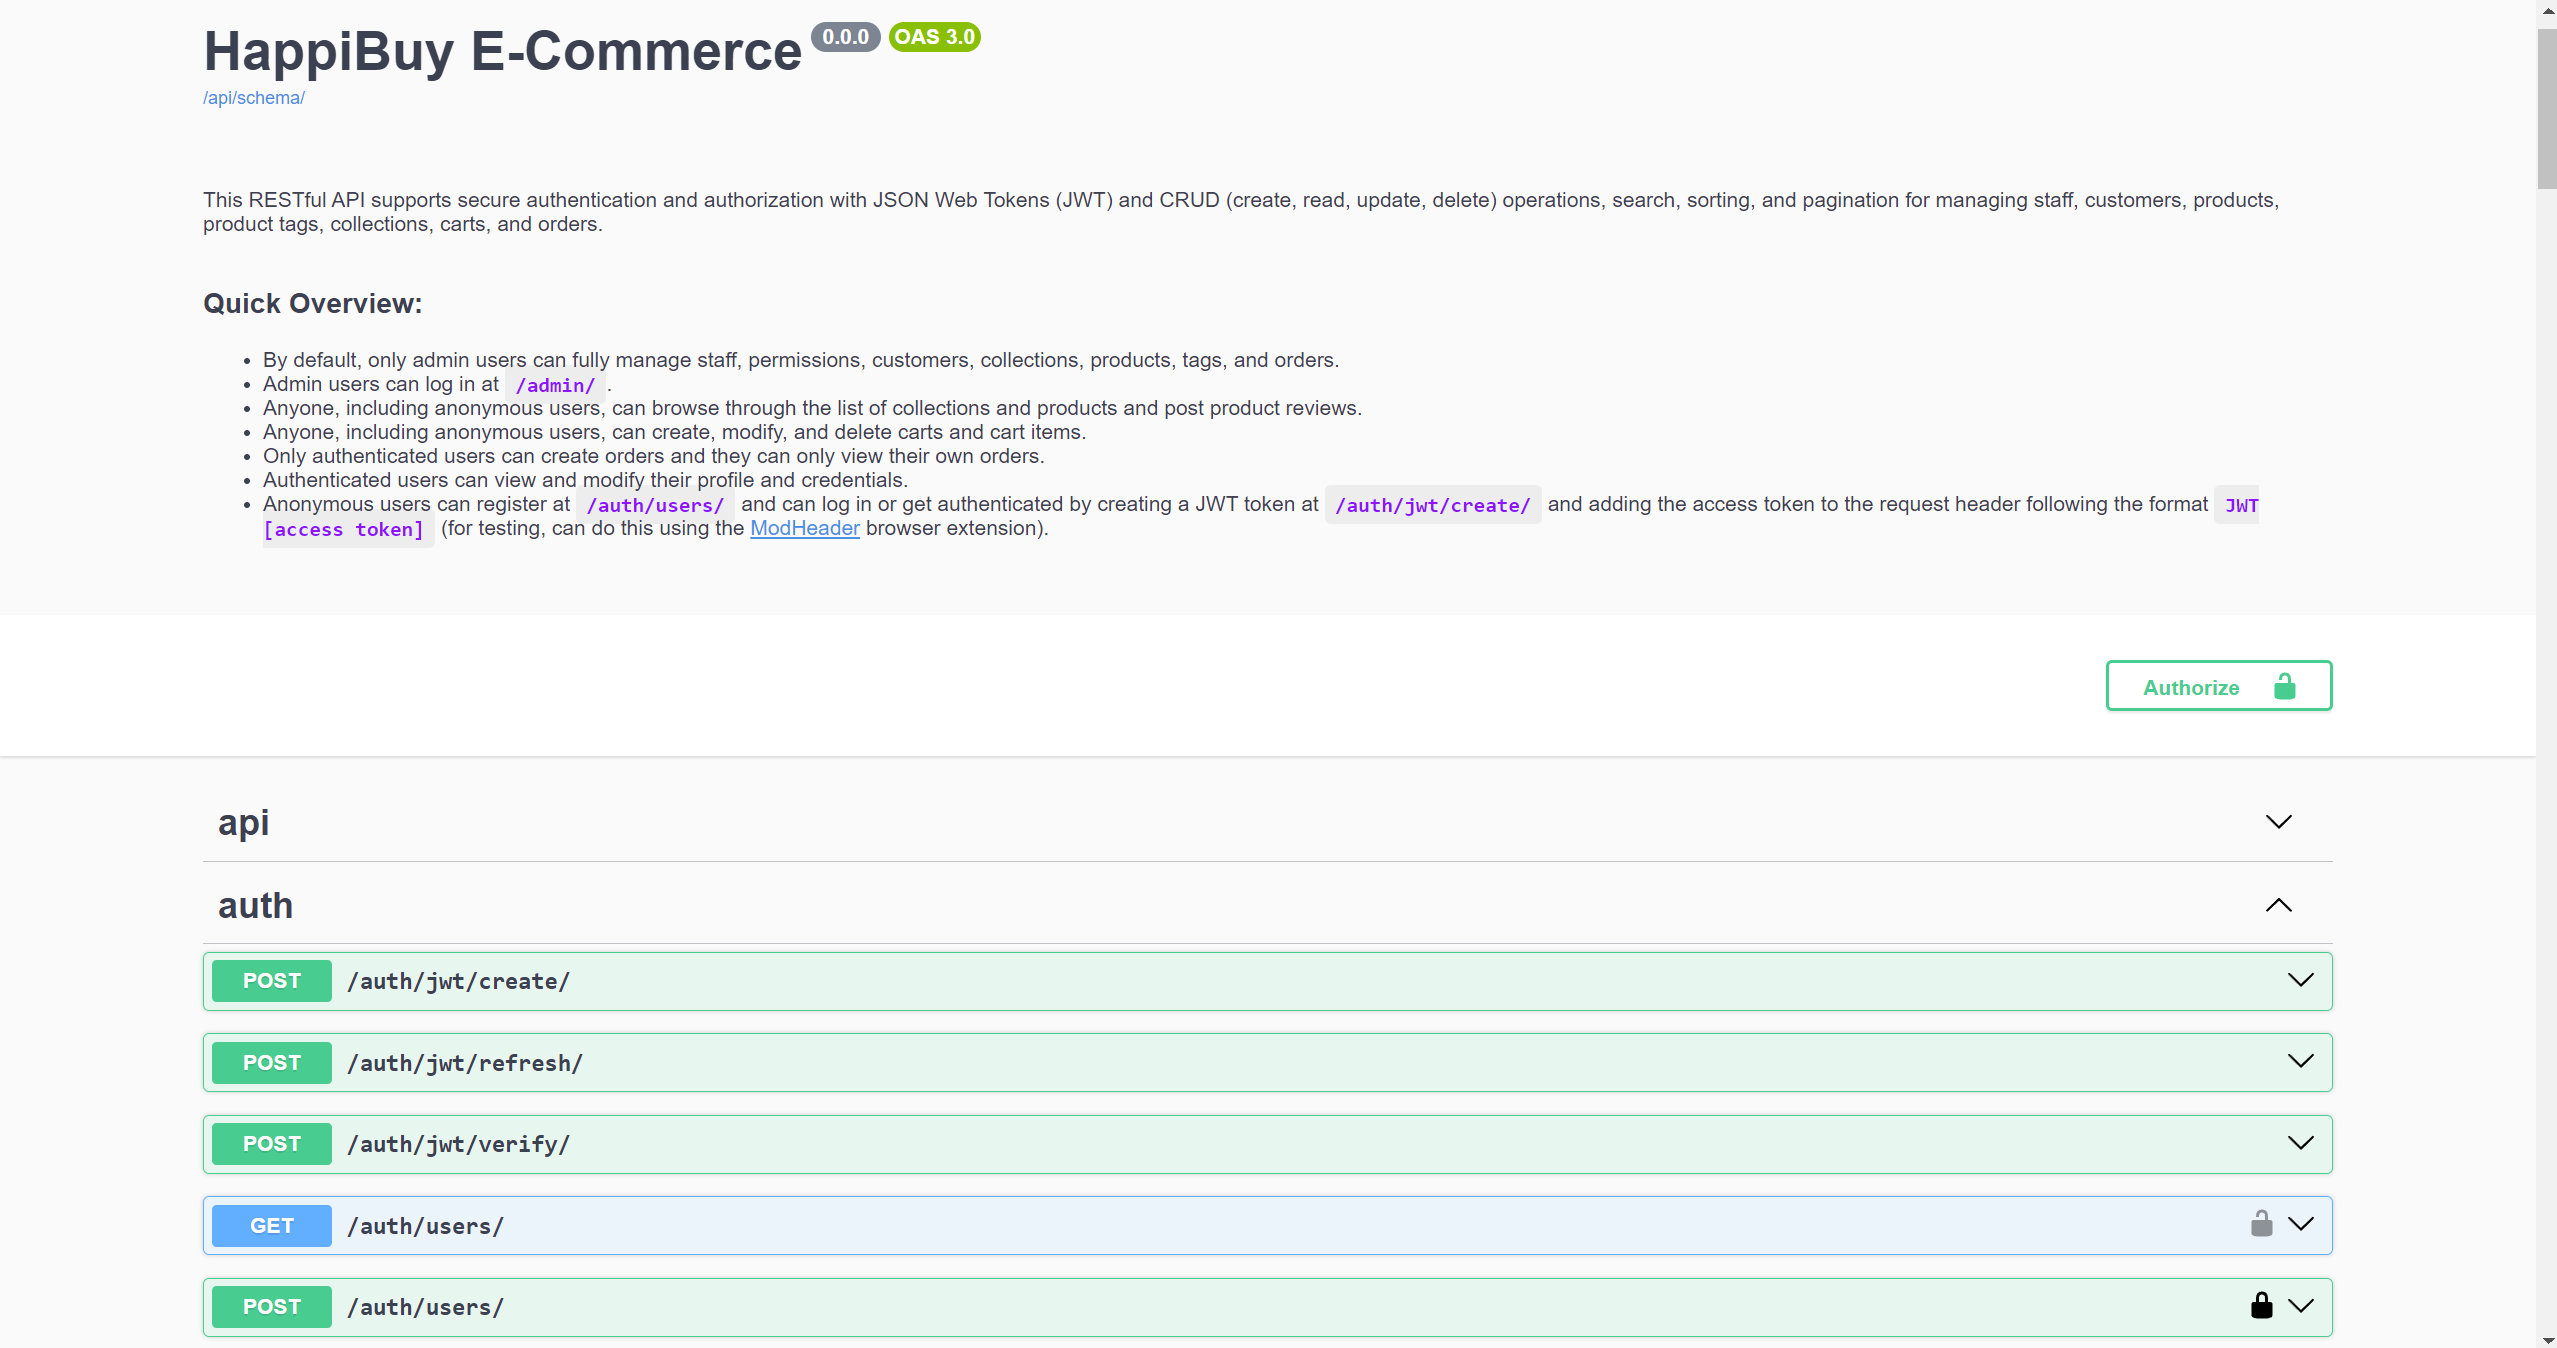 HappiBuy E-Commerce 0.0.0 OAS 3.0
/api/schema/
This RESTful API supports secure authentication and authorization with JSON Web Tokens (JWT) and CRUD (create, read, update, delete) operations, search, sorting, and pagination for managing staff, customers, products,
product tags, collections, carts, and orders.
Quick Overview:
• By default, only admin users can fully manage staff, permissions, customers, collections, products, tags, and orders.
• Admin users can log in at /admin/ .
• Anyone, including anonymous users, can browse through the list of collections and products and post product reviews.
• Anyone, including anonymous users, can create, modify, and delete carts and cart items.
• Only authenticated users can create orders and they can only view their own orders.
• Authenticated users can view and modify their profile and credentials.
• Anonymous users can register at /auth/users/ and can log in or get authenticated by creating a JWT token at /auth/jwt/create/ and adding the access token to the request header following the format JWT
[access token] (for testing, can do this using the ModHeader browser extension).
Authorize
api
auth
POST /auth/jwt/create/
POST /auth/jwt/refresh/
POST /auth/jwt/verify/
GET /auth/users/
POST /auth/users/